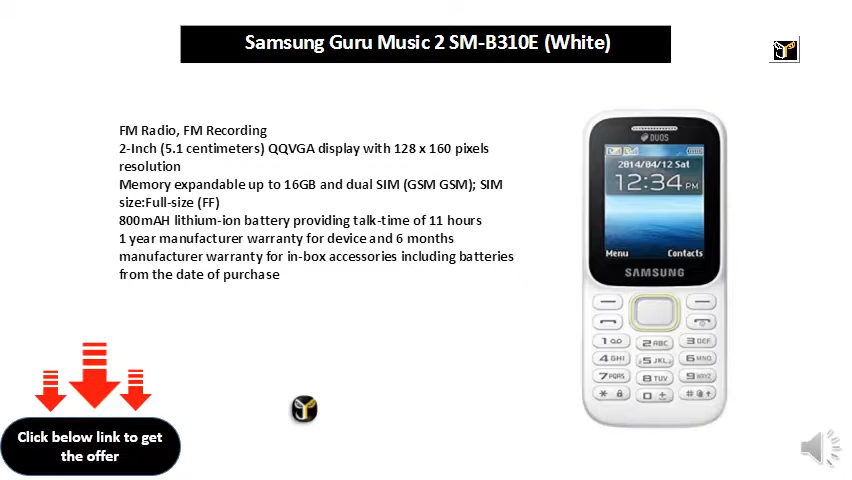 Samsung Guru Music 2 SM-B310E (White)
FM Radio, FM Recording
2-Inch (5.1 centimeters) QQVGA display with 128 x 160 pixels
resolution
Memory expandable up to 16GB and dual SIM (GSM GSM); SIM
size:Full-size (FF)
800mAH lithium-ion battery providing talk-time of 11 hours
1 year manufacturer warranty for device and 6 months
manufacturer warranty for in-box accessories including batteries
from the date of purchase
DUOS
2014/04/12 Sat
12:34 PM
Menu Contacts
SAMSUNG
1 2 ABC 3 DEF
4 GHI 5 JKL 6 MNO
7 PQRS 8 TUV 9 WXYZ
* 0 #
Click below link to get
the offer